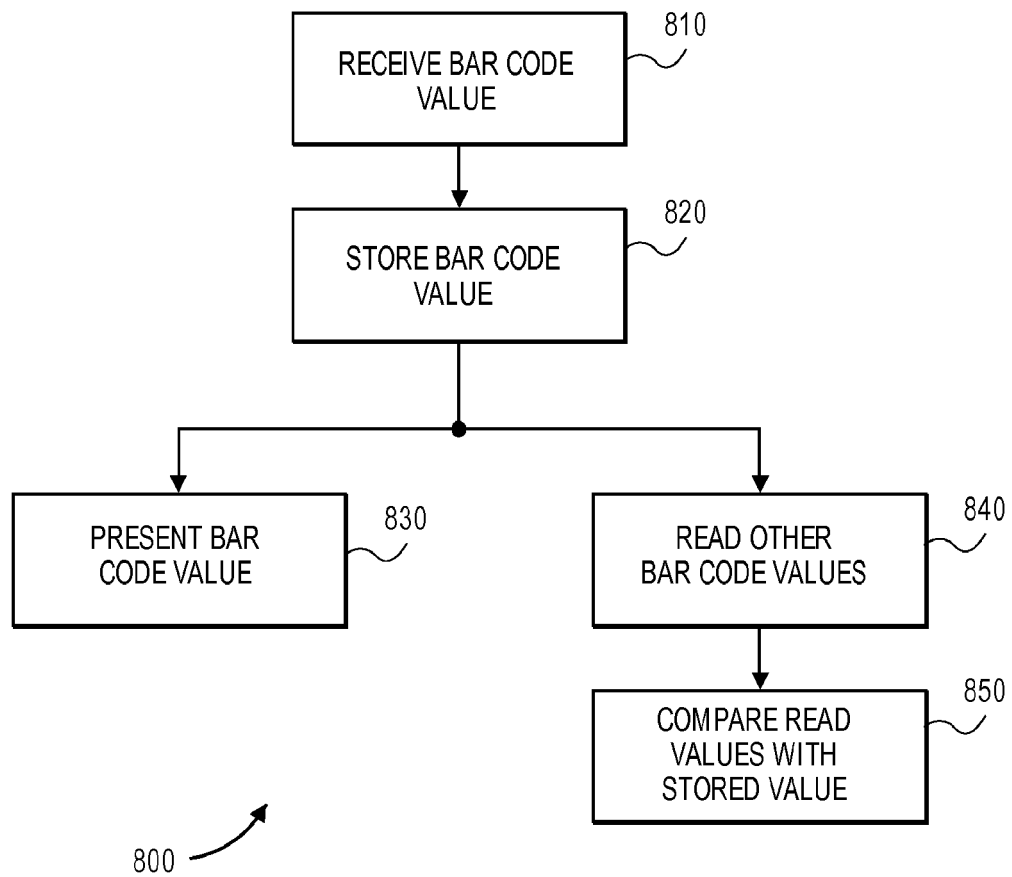 RECEIVE BAR CODE
VALUE
810
STORE BAR CODE
VALUE
820
PRESENT BAR
CODE VALUE
830
READ OTHER
BAR CODE VALUES
840
COMPARE READ
VALUES WITH
STORED VALUE
850
800